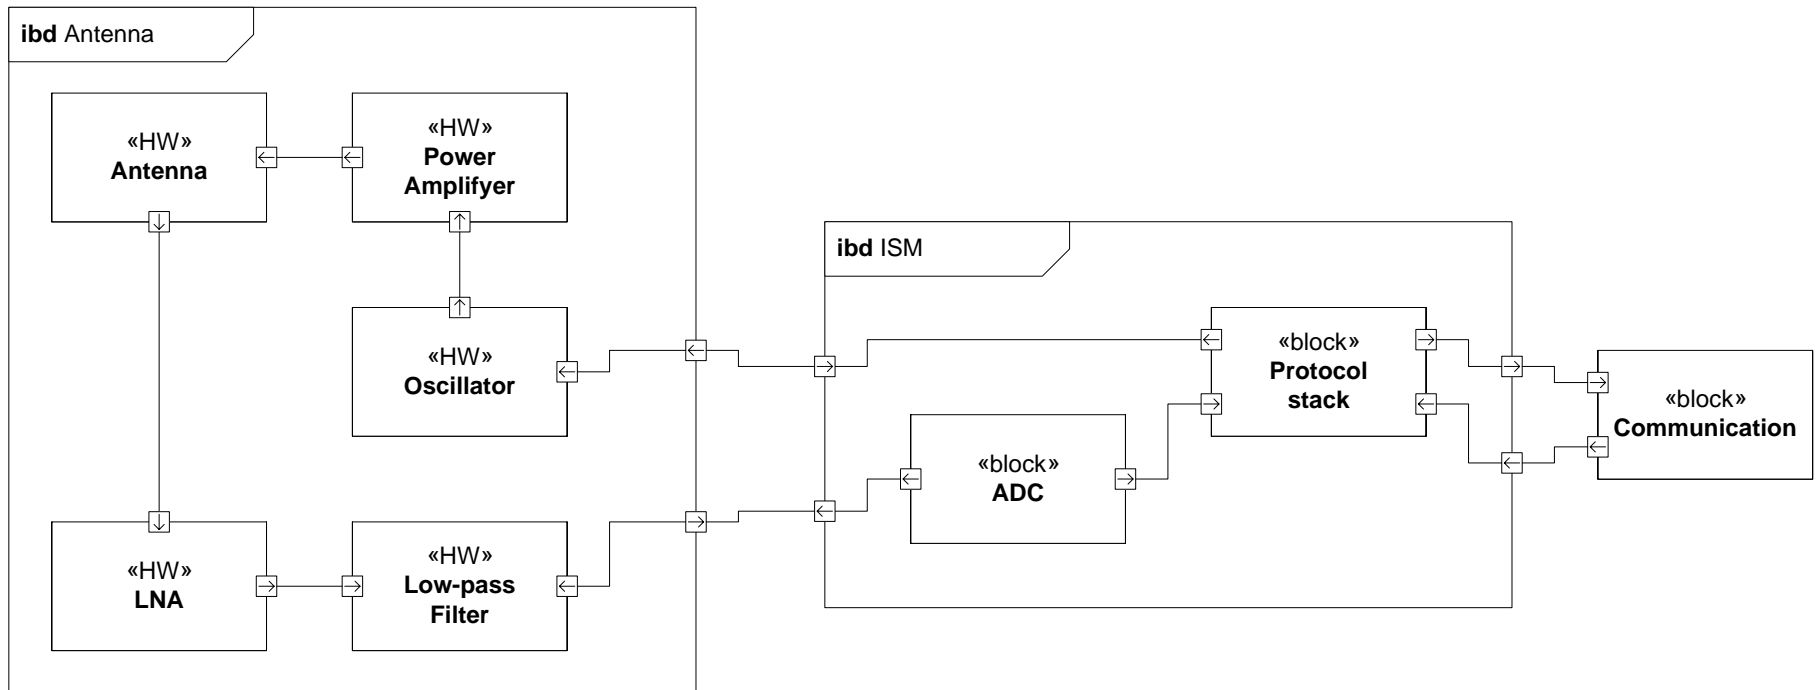 ibd Antenna
«HW»
Antenna
«HW»
Power
Amplifyer
ibd ISM
«HW»
Oscillator
«block»
Protocol
stack
«block»
Communication
«block»
ADC
«HW»
LNA
«HW»
Low-pass
Filter